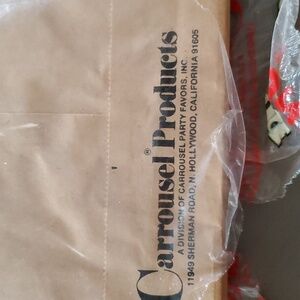 Carrousel® Products
A DIVISION OF CARROUSEL PARTY FAVORS, INC.
11949 SHERMAN ROAD, N. HOLLYWOOD, CALIFORNIA 91605